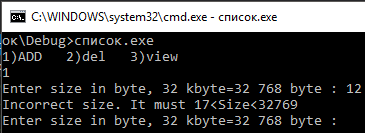 C:\WINDOWS\system32\cmd.exe - список.exe
ок\Debug>список.exe
1)ADD   2)del   3)view
1
Enter size in byte, 32 kbyte=32 768 byte : 12
Incorrect size. It must 17<Size<32769
Enter size in byte, 32 kbyte=32 768 byte :